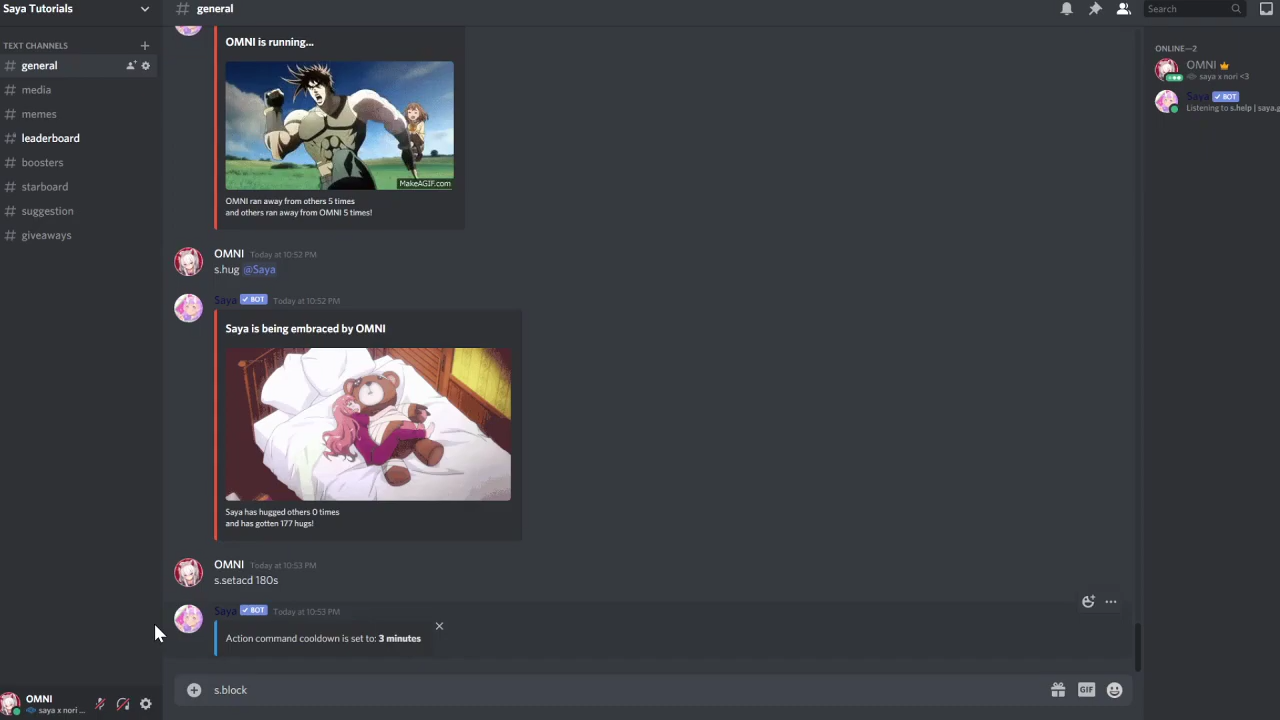 Saya Tutorials
general
Search
TEXT CHANNELS
general
media
memes
leaderboard
boosters
starboard
suggestion
giveaways
OMNI is running...
MakeAGIF.com
OMNI ran away from others 5 times
and others ran away from OMNI 5 times!
OMNI Today at 10:52 PM
s.hug @Saya
Saya BOT Today at 10:52 PM
Saya is being embraced by OMNI
Saya has hugged others 0 times
and has gotten 177 hugs!
OMNI Today at 10:53 PM
s.setacd 180s
Saya BOT Today at 10:53 PM
Action command cooldown is set to: 3 minutes
s.block
GIF
OMNI
saya x nori ...
ONLINE—2
OMNI
saya x nori <3
Saya BOT
Listening to s.help | saya.g